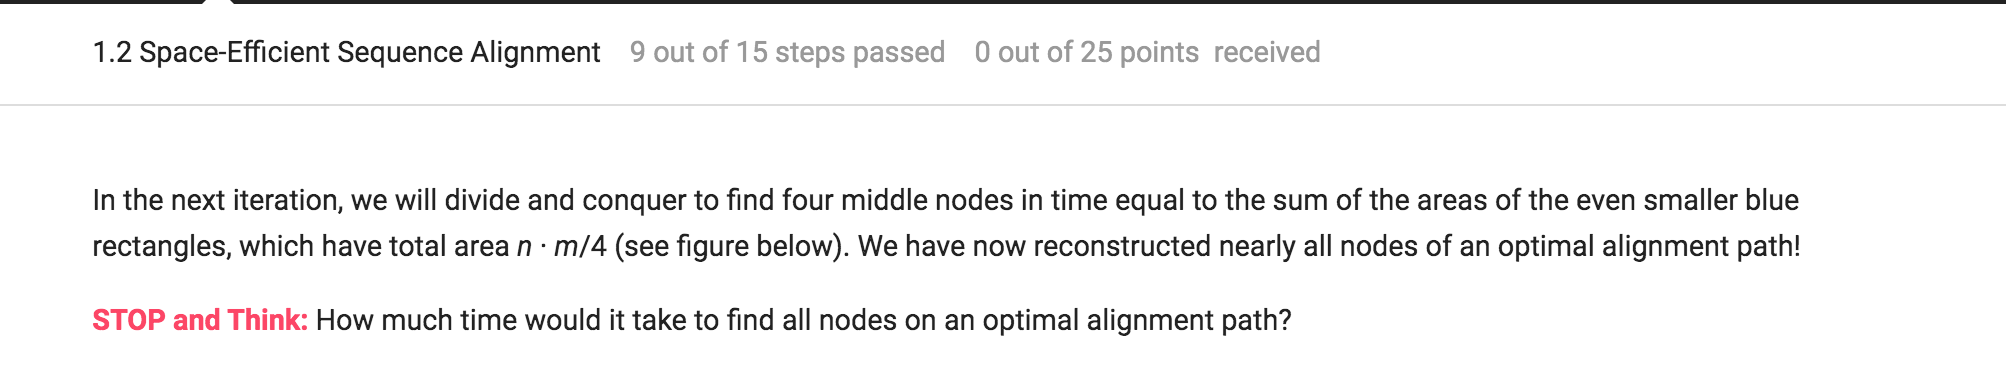 1.2 Space-Efficient Sequence Alignment 9 out of 15 steps passed 0 out of 25 points received
In the next iteration, we will divide and conquer to find four middle nodes in time equal to the sum of the areas of the even smaller blue
rectangles, which have total area n · m/4 (see figure below). We have now reconstructed nearly all nodes of an optimal alignment path!
STOP and Think: How much time would it take to find all nodes on an optimal alignment path?